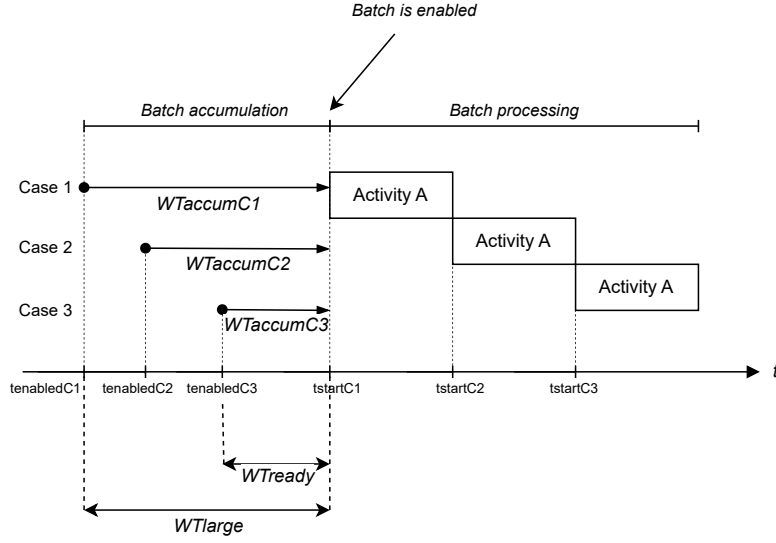 Batch is enabled
Batch accumulation
Batch processing
Case 1
WTaccumC1
Activity A
Case 2
WTaccumC2
Activity A
Case 3
WTaccumC3
Activity A
t
tenabledC1
tenabledC2
tenabledC3
tstartC1
tstartC2
tstartC3
WTready
WTlarge